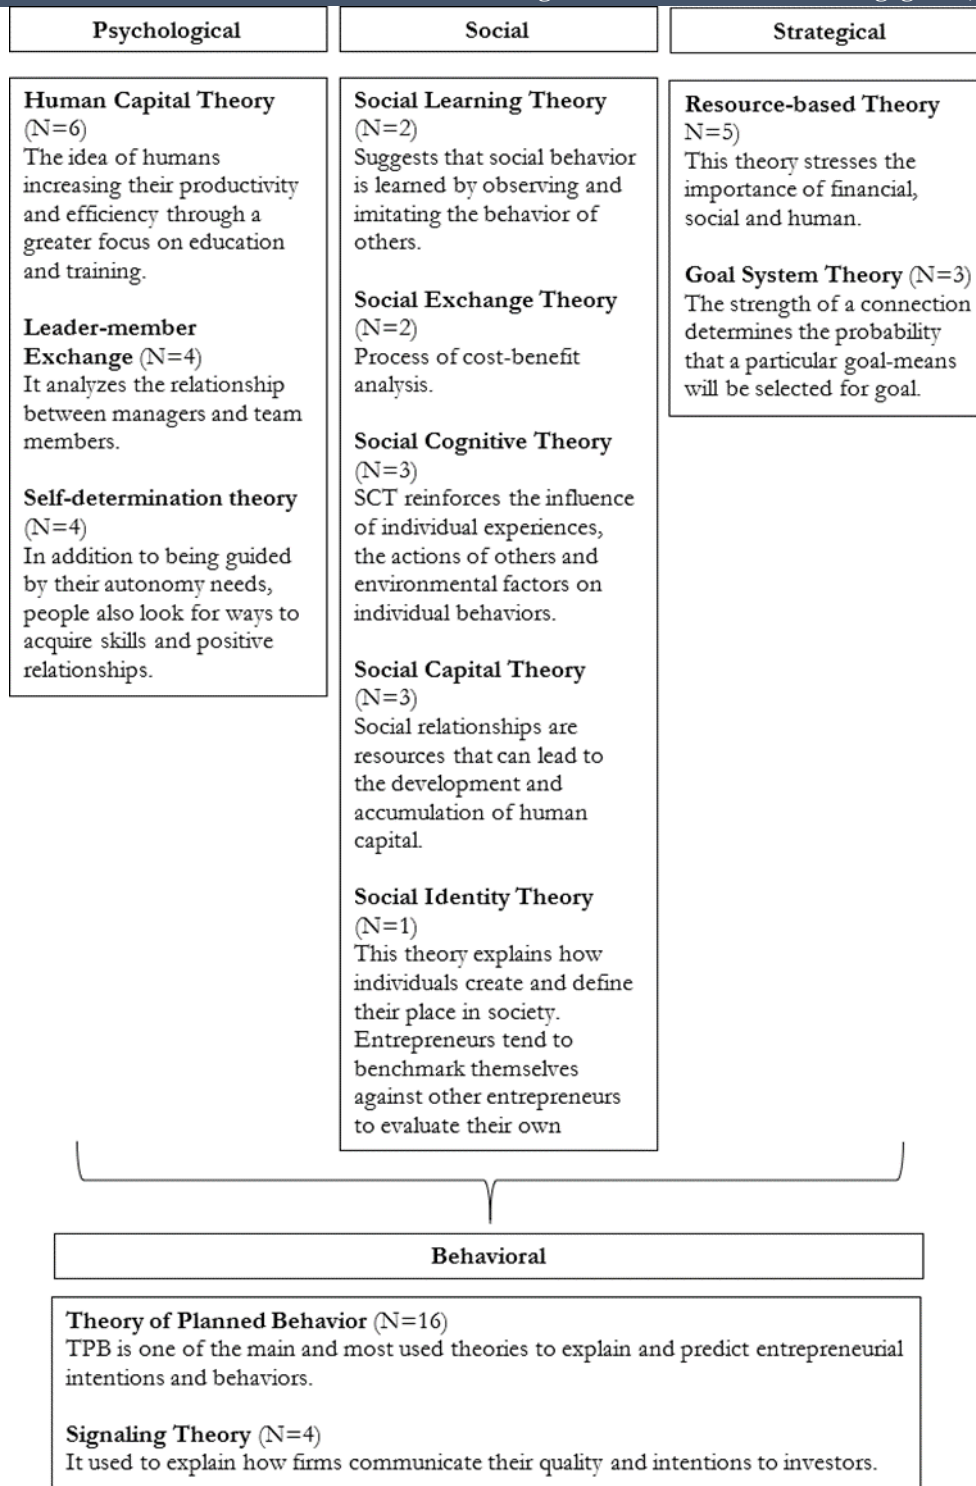 Psychological
Social
Strategical
Human Capital Theory
(N=6)
The idea of humans
increasing their productivity
and efficiency through a
greater focus on education
and training.
Leader-member
Exchange (N=4)
It analyzes the relationship
between managers and team
members.
Self-determination theory
(N=4)
In addition to being guided
by their autonomy needs,
people also look for ways to
acquire skills and positive
relationships.
Social Learning Theory
(N=2)
Suggests that social behavior
is learned by observing and
imitating the behavior of
others.
Social Exchange Theory
(N=2)
Process of cost-benefit
analysis.
Social Cognitive Theory
(N=3)
SCT reinforces the influence
of individual experiences,
the actions of others and
environmental factors on
individual behaviors.
Social Capital Theory
(N=3)
Social relationships are
resources that can lead to
the development and
accumulation of human
capital.
Social Identity Theory
(N=1)
This theory explains how
individuals create and define
their place in society.
Entrepreneurs tend to
benchmark themselves
against other entrepreneurs
to evaluate their own
Resource-based Theory
N=5)
This theory stresses the
importance of financial,
social and human.
Goal System Theory (N=3)
The strength of a connection
determines the probability
that a particular goal-means
will be selected for goal.
Behavioral
Theory of Planned Behavior (N=16)
TPB is one of the main and most used theories to explain and predict entrepreneurial
intentions and behaviors.
Signaling Theory (N=4)
It used to explain how firms communicate their quality and intentions to investors.